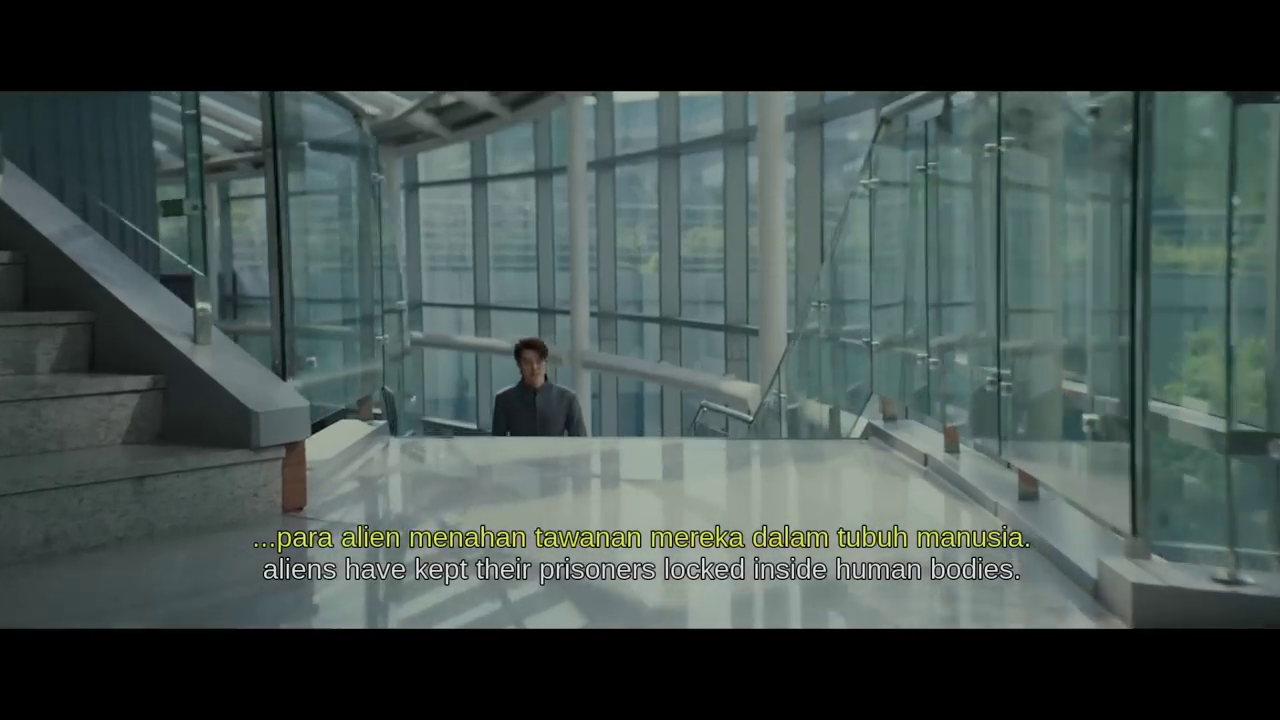 ...para alien menahan tawanan mereka dalam tubuh manusia.
aliens have kept their prisoners locked inside human bodies.